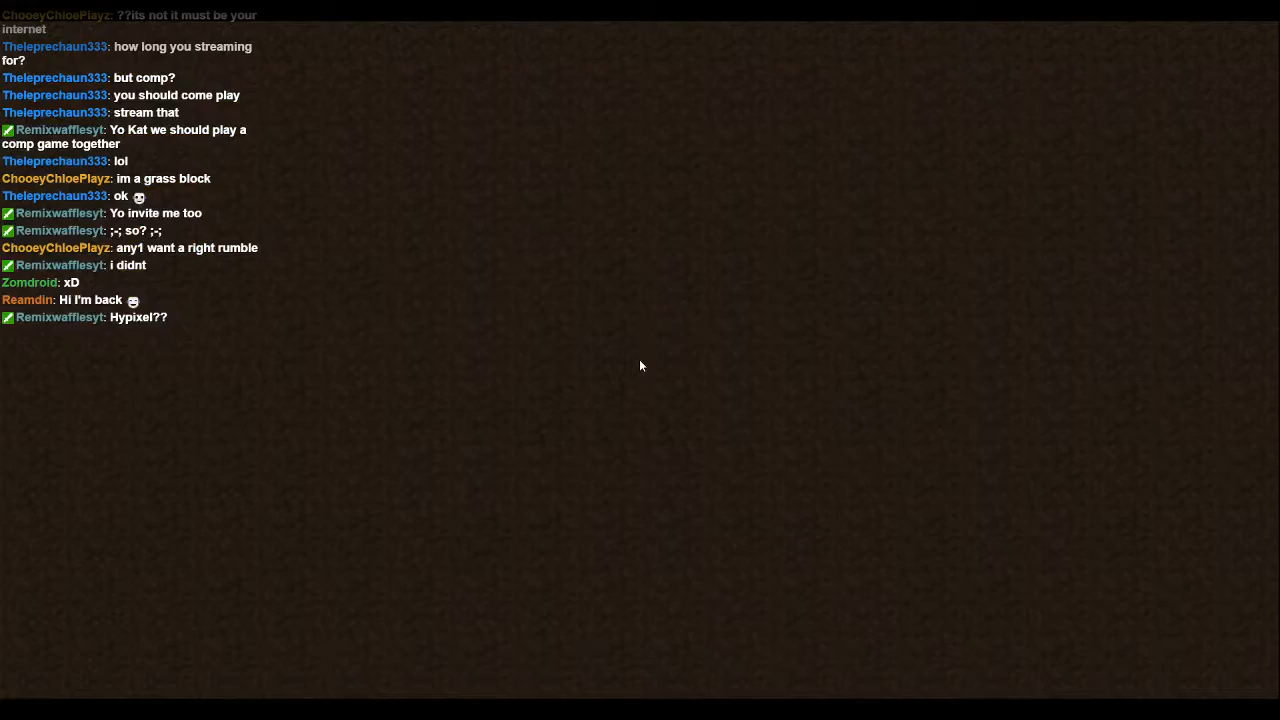 ChooeyChloePlayz: ??its not it must be your
internet
Theleprechaun333: how long you streaming
for?
Theleprechaun333: but comp?
Theleprechaun333: you should come play
Theleprechaun333: stream that
Remixwafflesyt: Yo Kat we should play a
comp game together
Theleprechaun333: lol
ChooeyChloePlayz: im a grass block
Theleprechaun333: ok
Remixwafflesyt: Yo invite me too
Remixwafflesyt: ;-; so? ;-;
ChooeyChloePlayz: any1 want a right rumble
Remixwafflesyt: i didnt
Zomdroid: xD
Reamdin: Hi I'm back
Remixwafflesyt: Hypixel??